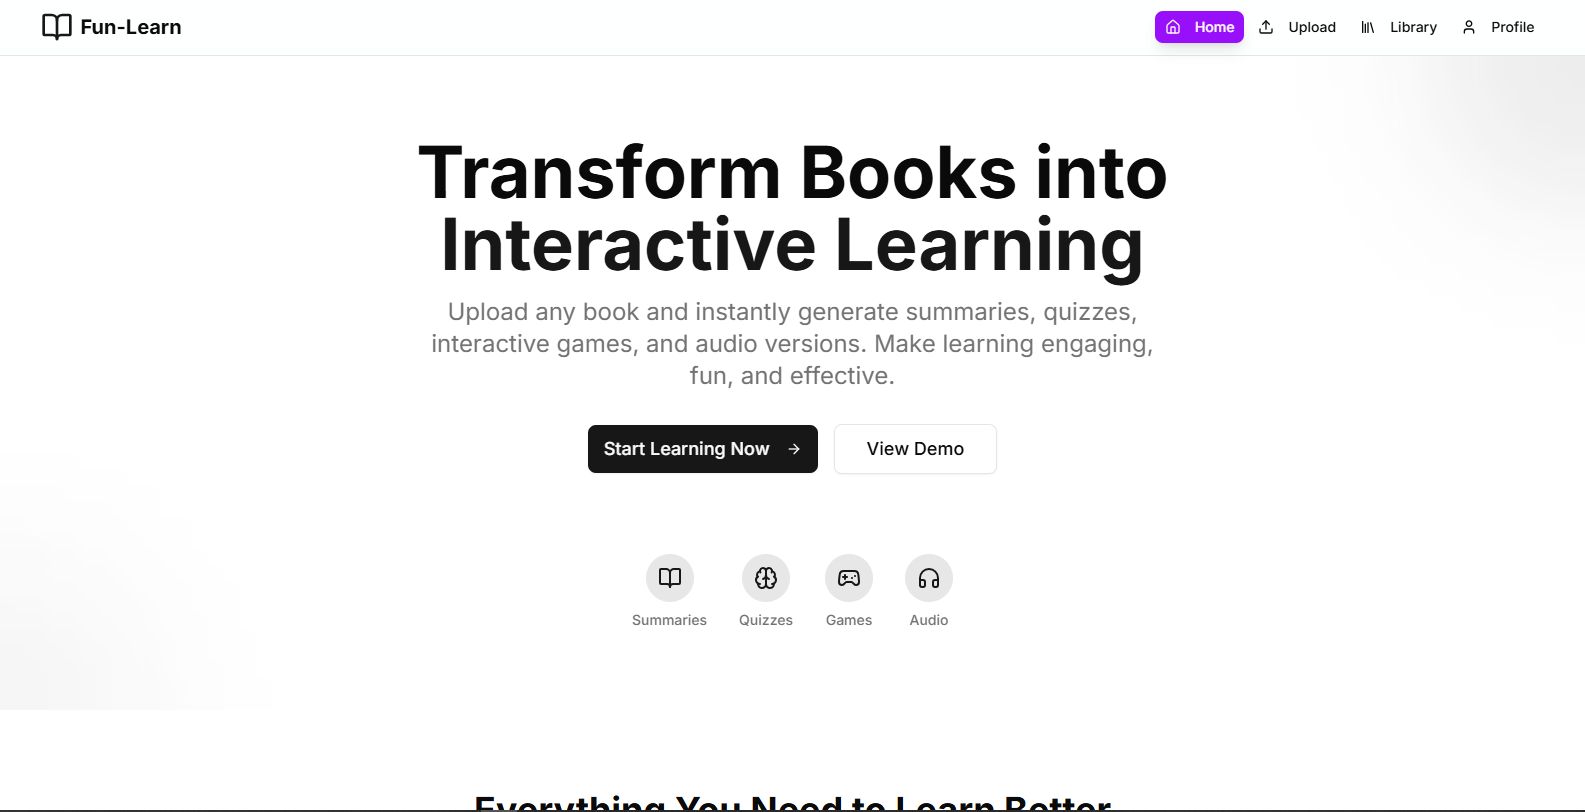 Fun-Learn
Home
Upload
Library
Profile
Transform Books into
Interactive Learning
Upload any book and instantly generate summaries, quizzes,
interactive games, and audio versions. Make learning engaging,
fun, and effective.
Start Learning Now
View Demo
Summaries
Quizzes
Games
Audio
Everything You Need to Learn Better